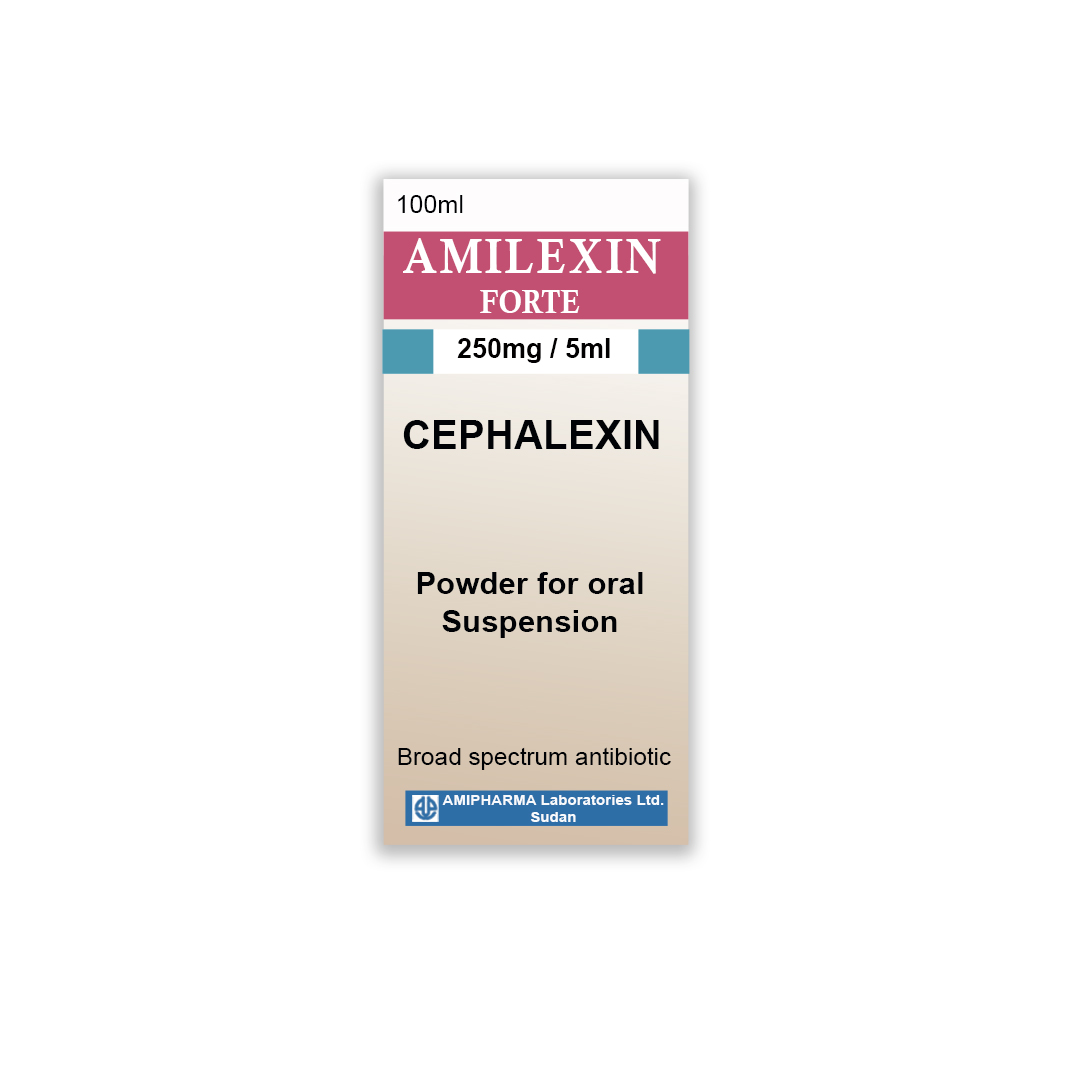 100ml
AMILEXIN
FORTE
250mg / 5ml
CEPHALEXIN
Powder for oral
Suspension
Broad spectrum antibiotic
AMIPHARMA Laboratories Ltd.
Sudan